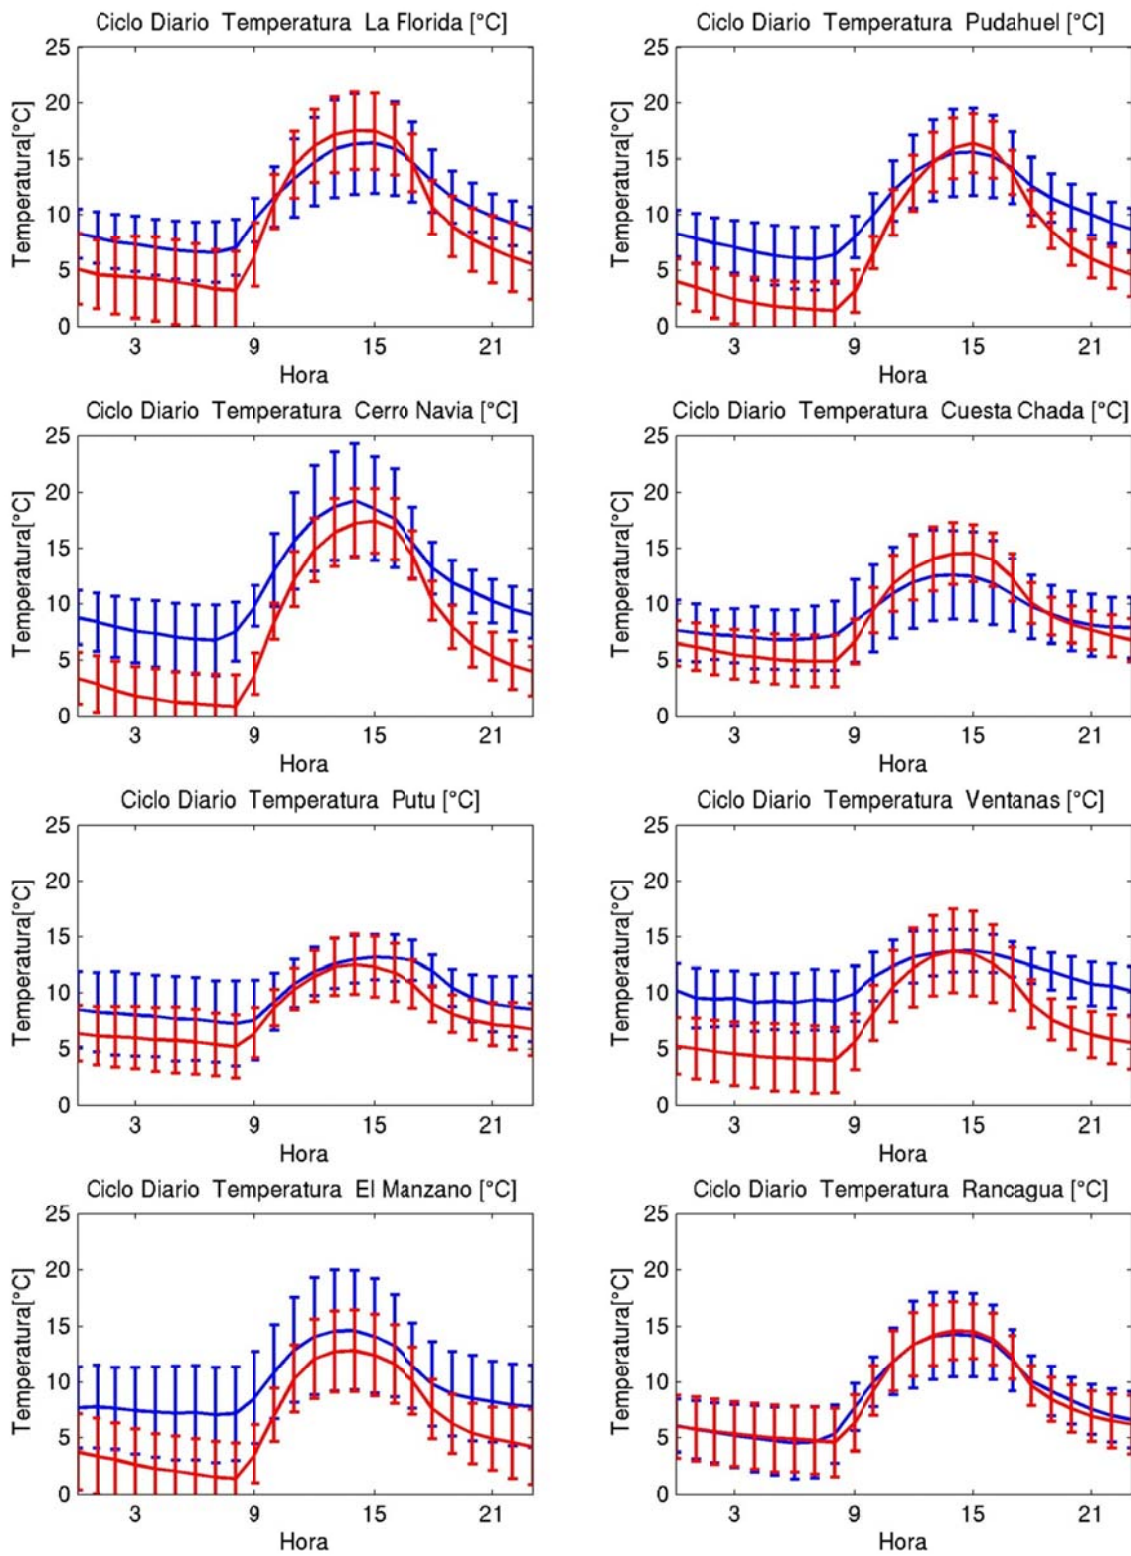 Ciclo Diario Temperatura La Florida [°C]
Temperatura[°C]
25
20
15
10
5
0
3 9 15 21
Hora
Ciclo Diario Temperatura Pudahuel [°C]
Temperatura[°C]
25
20
15
10
5
0
3 9 15 21
Hora
Ciclo Diario Temperatura Cerro Navia [°C]
Temperatura[°C]
25
20
15
10
5
0
3 9 15 21
Hora
Ciclo Diario Temperatura Cuesta Chada [°C]
Temperatura[°C]
25
20
15
10
5
0
3 9 15 21
Hora
Ciclo Diario Temperatura Putu [°C]
Temperatura[°C]
25
20
15
10
5
0
3 9 15 21
Hora
Ciclo Diario Temperatura Ventanas [°C]
Temperatura[°C]
25
20
15
10
5
0
3 9 15 21
Hora
Ciclo Diario Temperatura El Manzano [°C]
Temperatura[°C]
25
20
15
10
5
0
3 9 15 21
Hora
Ciclo Diario Temperatura Rancagua [°C]
Temperatura[°C]
25
20
15
10
5
0
3 9 15 21
Hora